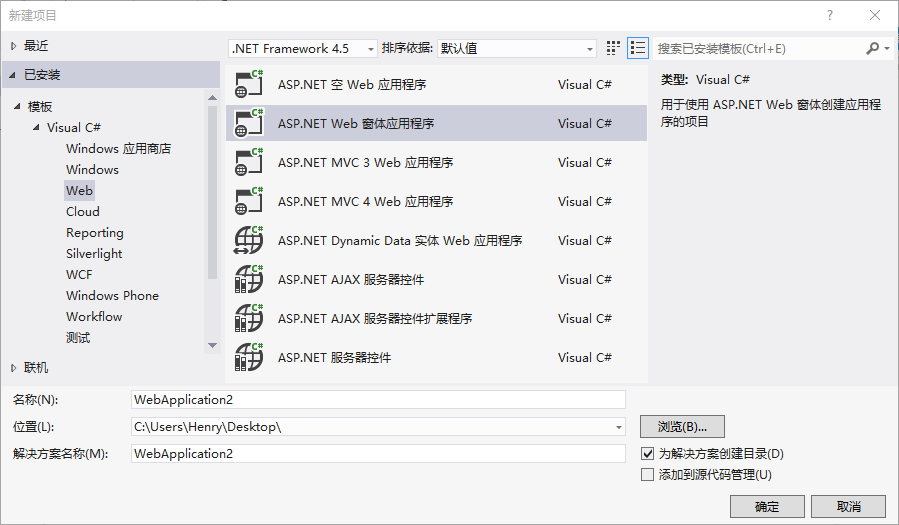 新建项目
?
最近
.NET Framework 4.5
排序依据:
默认值
搜索已安装模板(Ctrl+E)
已安装
模板
Visual C#
Windows 应用商店
Windows
Web
Cloud
Reporting
Silverlight
WCF
Windows Phone
Workflow
测试
联机
C# ASP.NET 空 Web 应用程序 Visual C#
C# ASP.NET Web 窗体应用程序 Visual C#
C# ASP.NET MVC 3 Web 应用程序 Visual C#
C# ASP.NET MVC 4 Web 应用程序 Visual C#
C# ASP.NET Dynamic Data 实体 Web 应用程序 Visual C#
C# ASP.NET AJAX 服务器控件 Visual C#
C# ASP.NET AJAX 服务器控件扩展程序 Visual C#
C# ASP.NET 服务器控件 Visual C#
类型: Visual C#
用于使用 ASP.NET Web 窗体创建应用程
序的项目
名称(N): WebApplication2
位置(L): C:\Users\Henry\Desktop\ 浏览(B)...
解决方案名称(M): WebApplication2
为解决方案创建目录(D)
添加到源代码管理(U)
确定 取消